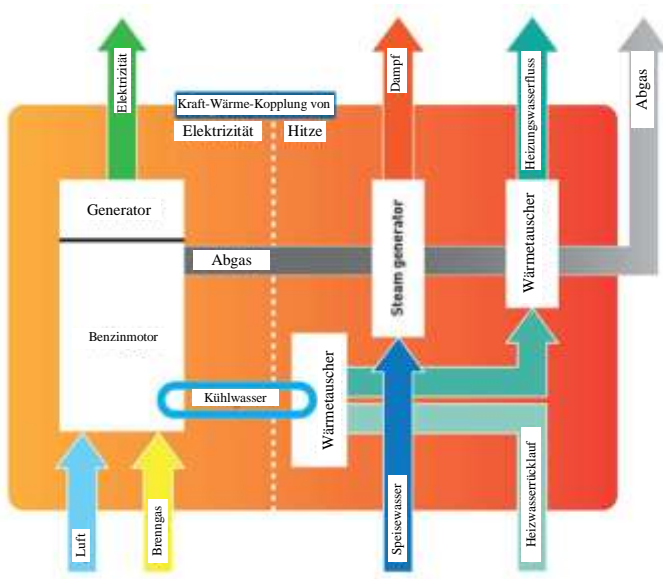 Elektrizität
Kraft-Wärme-Kopplung von
Elektrizität
Hitze
Dampf
Heizungswasserfluss
Abgas
Generator
Abgas
Steam generator
Wärmetauscher
Benzinmotor
Kühlwasser
Wärmetauscher
Luft
Brenngas
Speisewasser
Heizwasserrücklauf